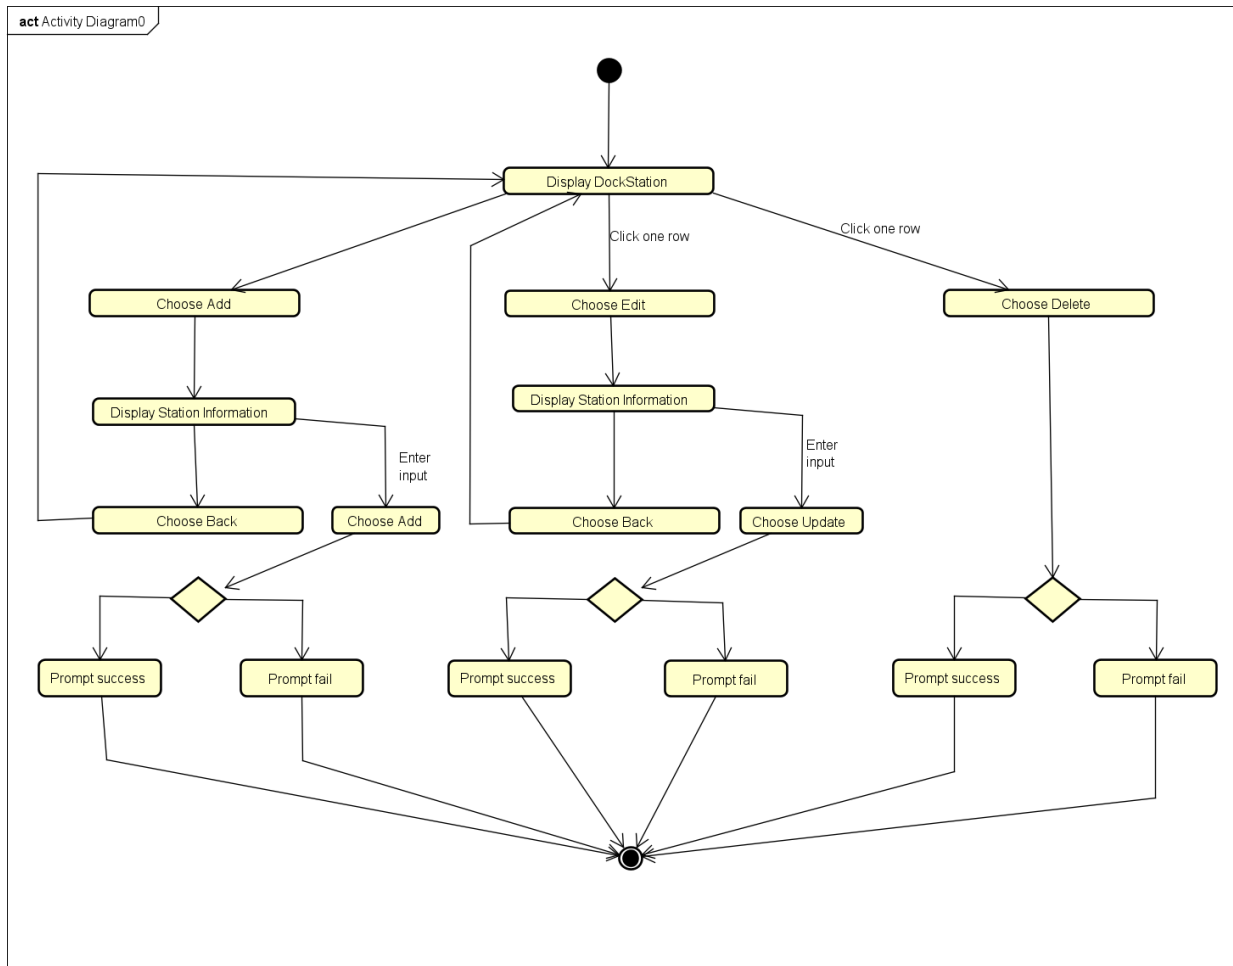 act Activity Diagram0
Display DockStation
Click one row
Click one row
Choose Add
Choose Edit
Choose Delete
Display Station Information
Display Station Information
Enter
input
Enter
input
Choose Back
Choose Add
Choose Back
Choose Update
Prompt success
Prompt fail
Prompt success
Prompt fail
Prompt success
Prompt fail